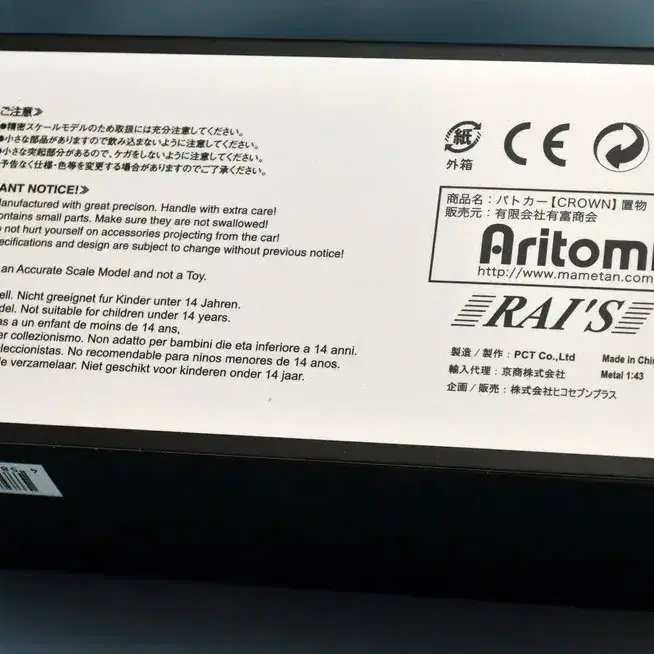 ご注意》
●精密スケールモデルのため取扱には充分注意してください。
●小さな部品がありますので飲み込まないように注意してください。
●小さな突起部分があるので、ケガをしないように注意してください。
予告なく仕様・色等を変更する場合がありますのでご了承ください。
ANT NOTICE!》
anufactured with great precison. Handle with extra care!
ontains small parts. Make sure they are not swallowed!
o not hurt yourself on accessories projecting from the car!
ecifications and design are subject to change without previous notice!
an Accurate Scale Model and not a Toy.
ell. Nicht greeignet fur Kinder unter 14 Jahren.
del. Not suitable for children under 14 years.
as a un enfant de moins de 14 ans,
er collezionismo. Non adatto per bambini die eta inferiore a 14 anni.
leccionistas. No recomendable para ninos menores de 14 anos.
le verzamelaar. Niet geschikt voor kinderen onder 14 jaar.
紙
外箱
CE
商品名：パトカー【CROWN】置物
販売元：有限会社有富商会
Aritomi
http://www.mametan.com
RAI'S
製造 / 製作：PCT Co.,Ltd
Made in Chin
輸入代理：京商株式会社
Metal 1:43
企画 / 販売：株式会社ヒコセブンプラス